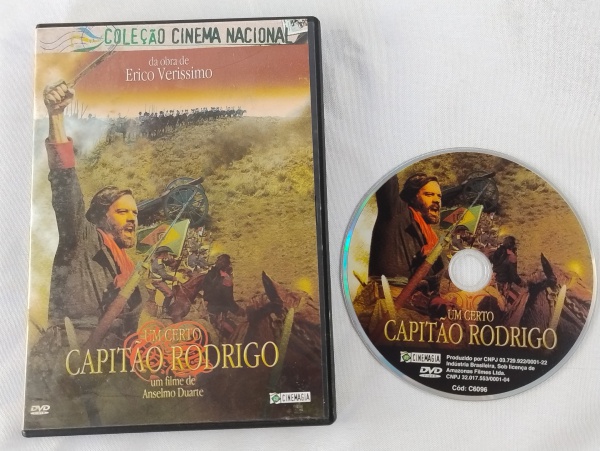 COLEÇÃO CINEMA NACIONAL
da obra de
Erico Verissimo
UM CERTO
CAPITÃO RODRIGO
um filme de
Anselmo Duarte
DVD
CINEMAGIA
UM CERTO
CAPITÃO RODRIGO
CINEMAGIA
DVD
Produzido por CNPJ 03.729.922/0001-22
Indústria Brasileira, Sob licença de
Amazonas Filmes Ltda.
CNPJ 32.017.553/0001-04
Cód: C6096